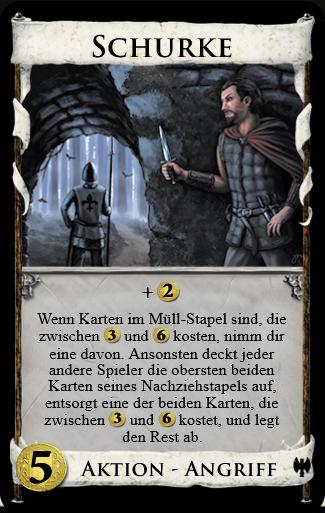 SCHURKE
+ 2
Wenn Karten im Müll-Stapel sind, die
zwischen 3 und 6 kosten, nimm dir
eine davon. Ansonsten deckt jeder
andere Spieler die obersten beiden
Karten seines Nachziehstapels auf,
entsorgt eine der beiden Karten, die
zwischen 3 und 6 kostet, und legt
den Rest ab.
5 AKTION - ANGRIFF